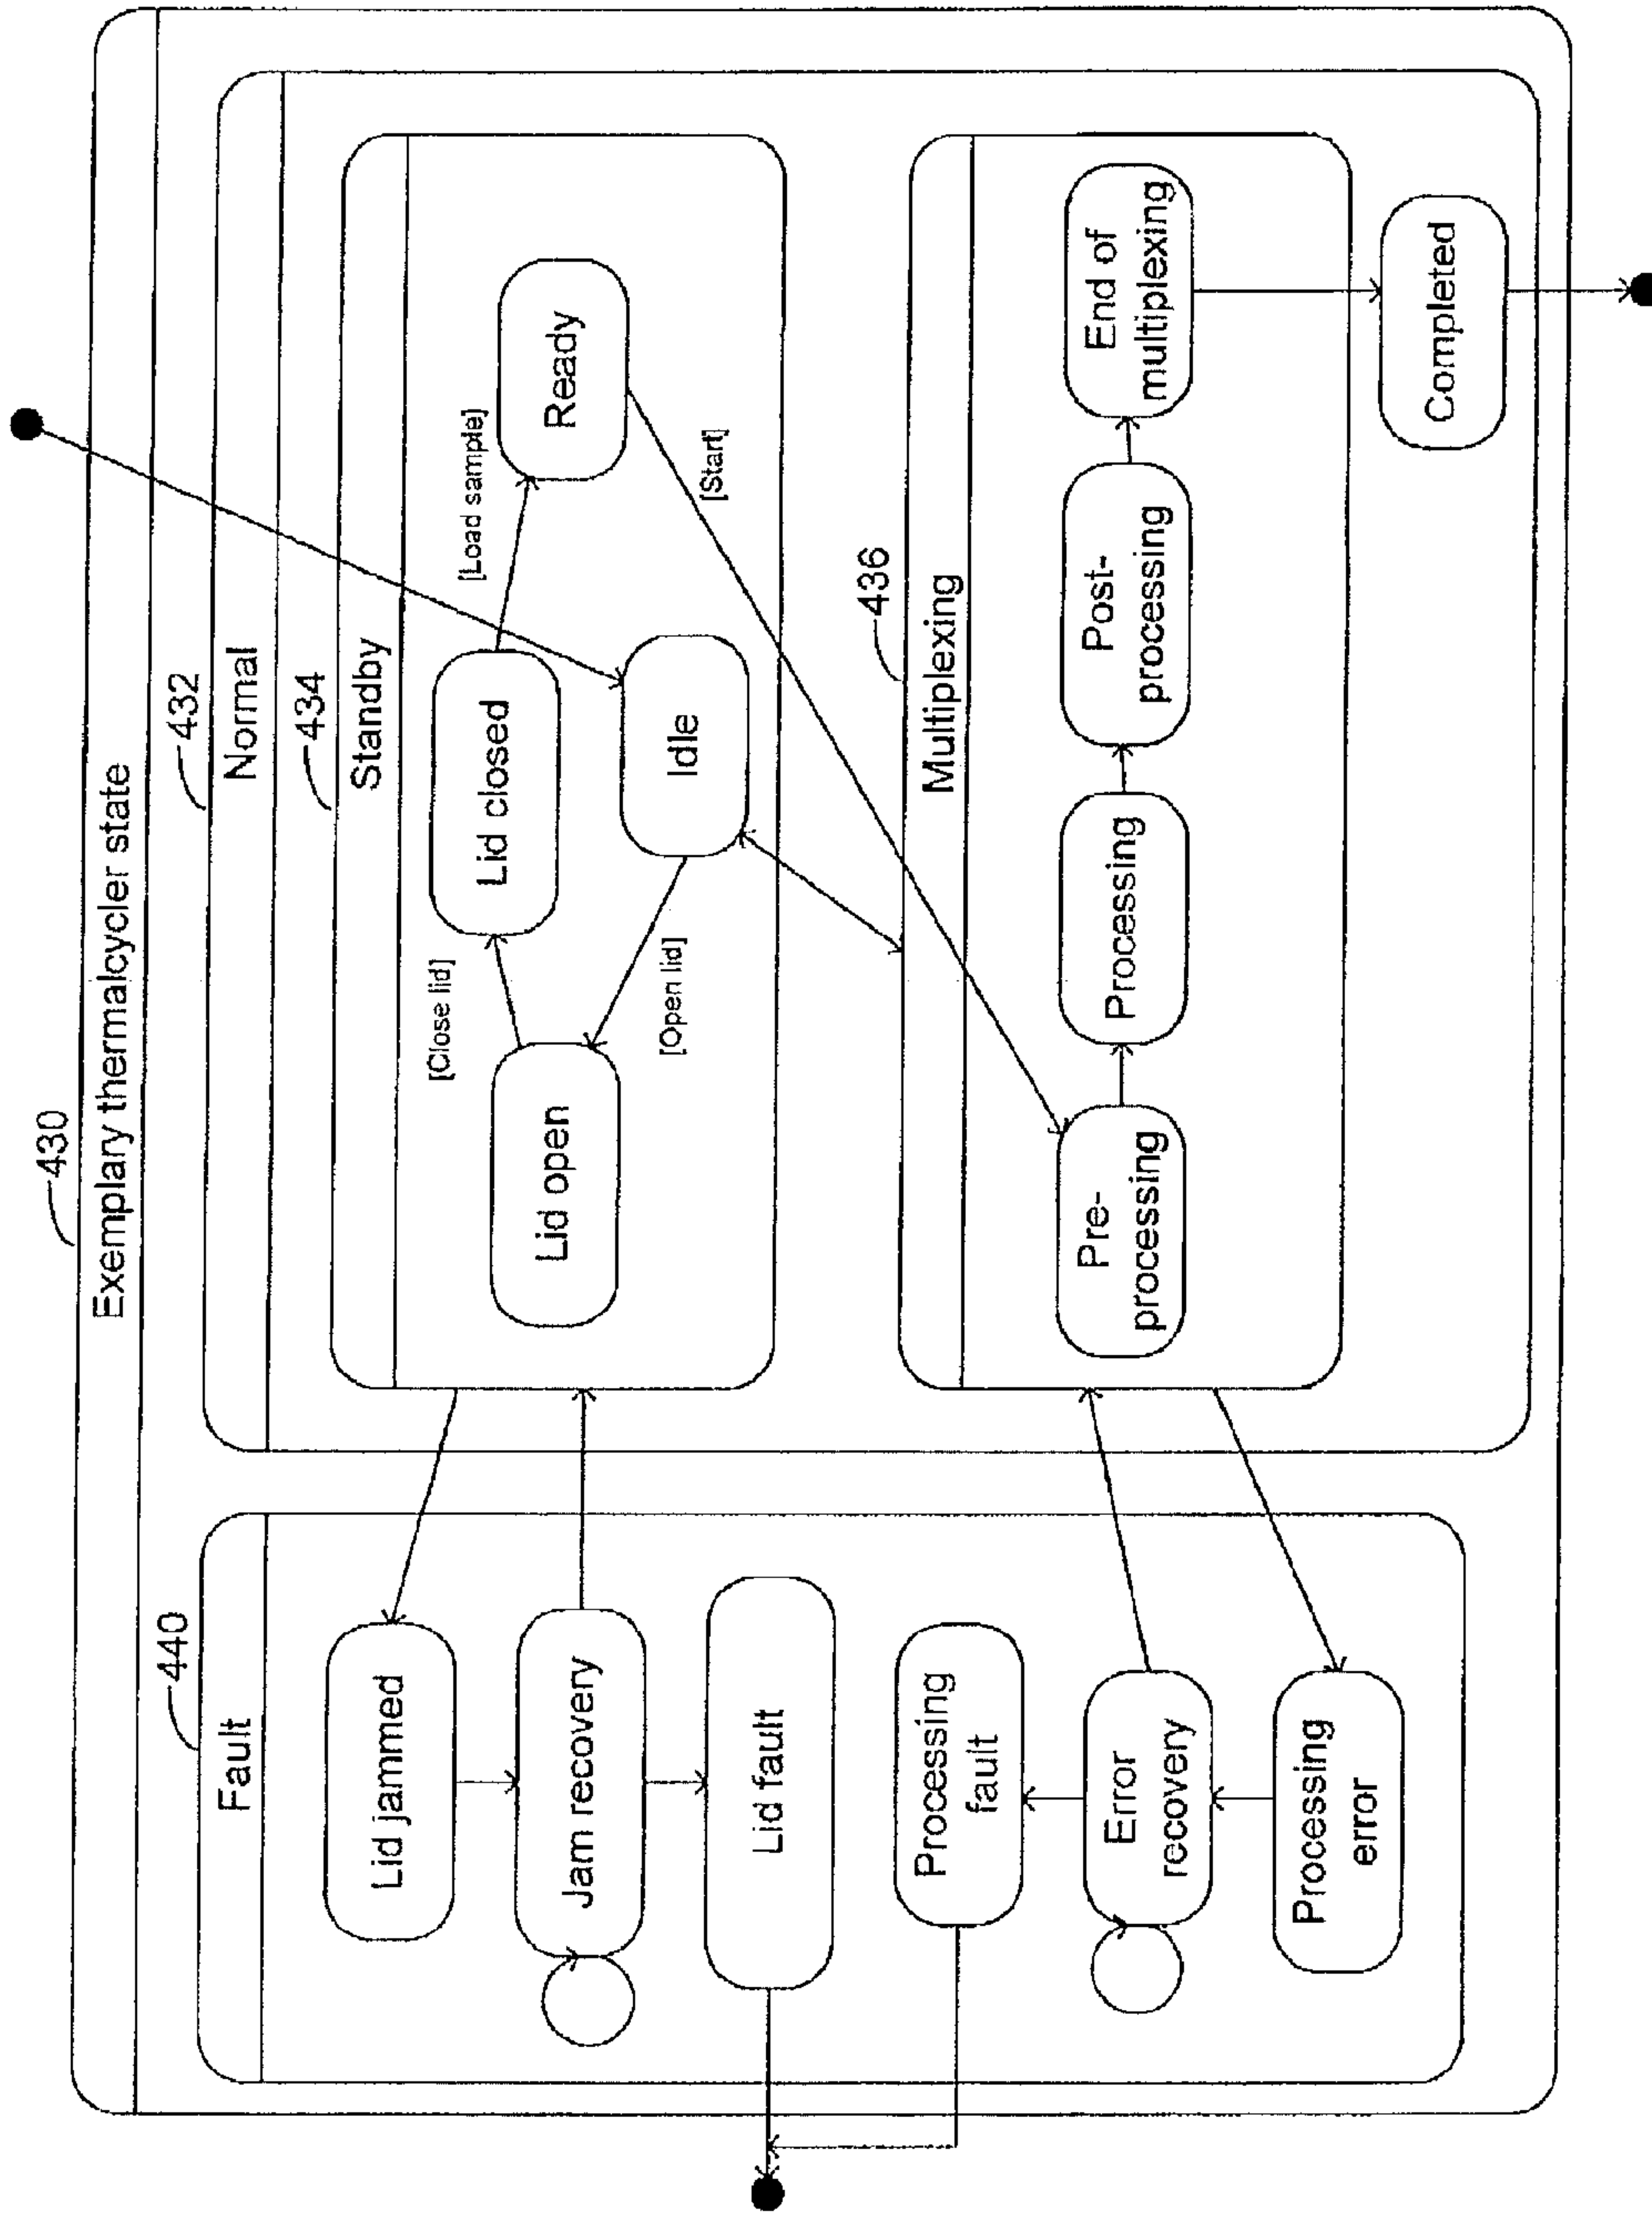 430
Exemplary thermalcycler state
440
Fault
Lid jammed
Jam recovery
Lid fault
Processing
fault
Error
recovery
Processing
error
432
Normal
434
Standby
Lid open
[Close lid]
Lid closed
[Open lid]
Idle
[Load sample]
Ready
[Start]
436
Multiplexing
Pre-
processing
Processing
Post-
processing
End of
multiplexing
Completed